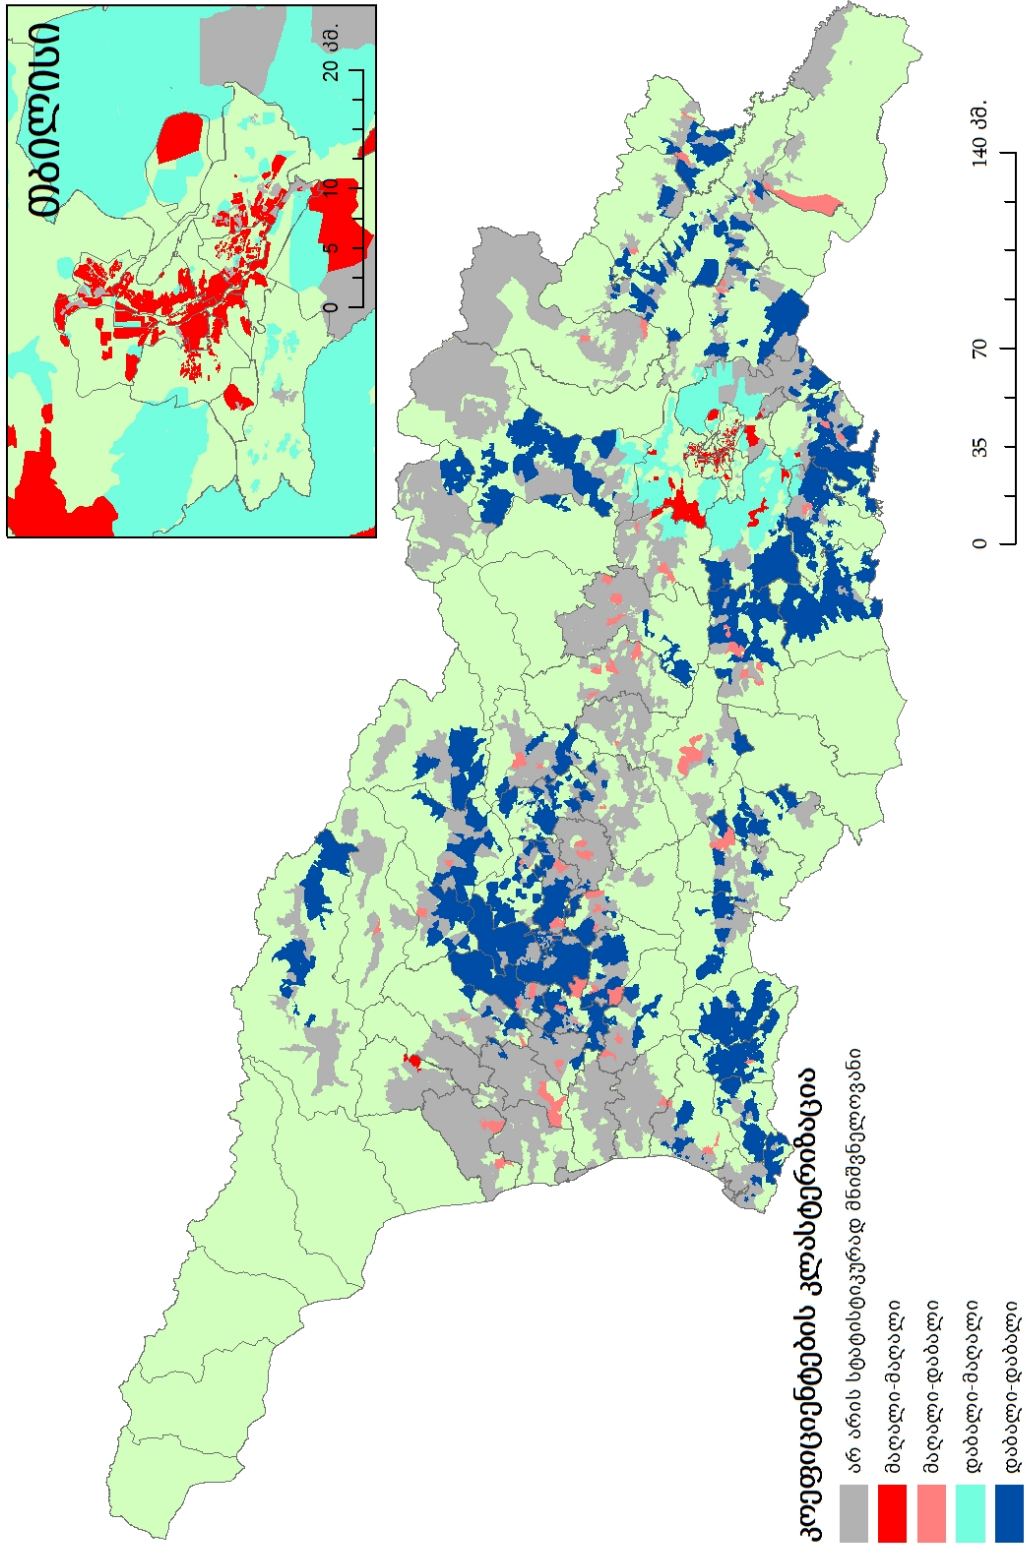 თბილისი
0 5 10 20 კმ.
კოეფიციენტების კლასტერიზაცია
არ არის სტატისტიკურად მნიშვნელოვანი
მაღალი-მაღალი
მაღალი-დაბალი
დაბალი-მაღალი
დაბალი-დაბალი
0 35 70 140 კმ.